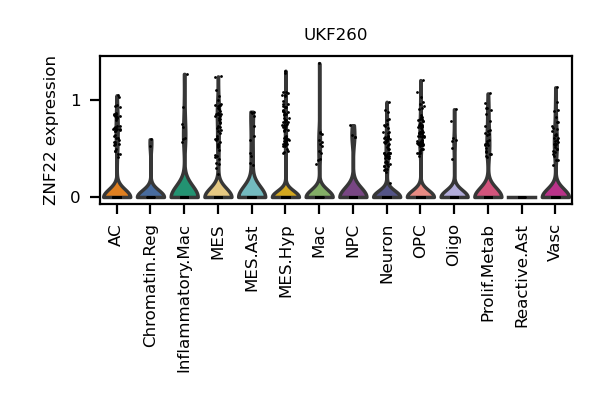 UKF260
ZNF22 expression
1
0
AC
Chromatin.Reg
Inflammatory.Mac
MES
MES.Ast
MES.Hyp
Mac
NPC
Neuron
OPC
Oligo
Prolif.Metab
Reactive.Ast
Vasc